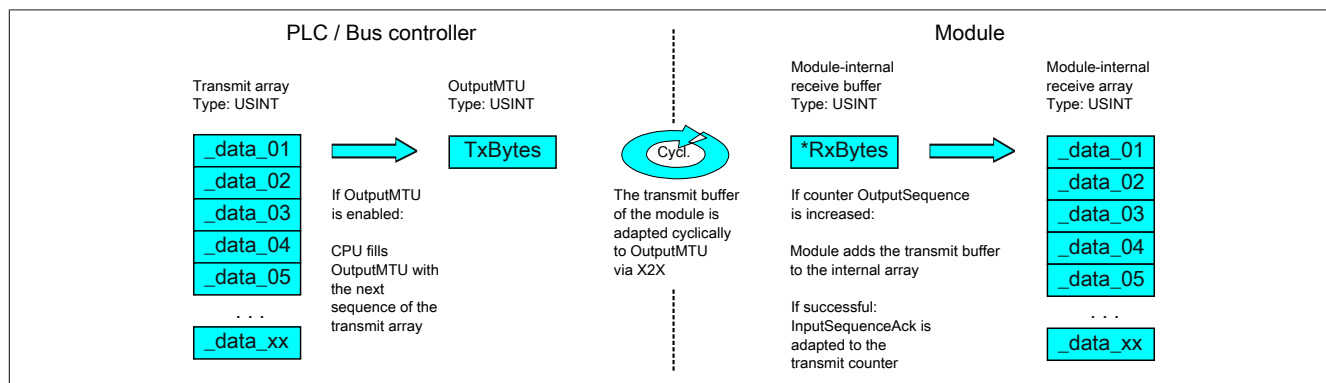 PLC / Bus controller
Module
Transmit array
Type: USINT
OutputMTU
Type: USINT
Module-internal
receive buffer
Type: USINT
Module-internal
receive array
Type: USINT
_data_01
_data_02
_data_03
_data_04
_data_05
. . .
_data_xx
TxBytes
If OutputMTU
is enabled:
CPU fills
OutputMTU with
the next
sequence of the
transmit array
Cycl.
The transmit buffer
of the module is
adapted cyclically
to OutputMTU
via X2X
*RxBytes
If counter OutputSequence
is increased:
Module adds the transmit buffer
to the internal array
If successful:
InputSequenceAck is
adapted to the
transmit counter
_data_01
_data_02
_data_03
_data_04
_data_05
. . .
_data_xx